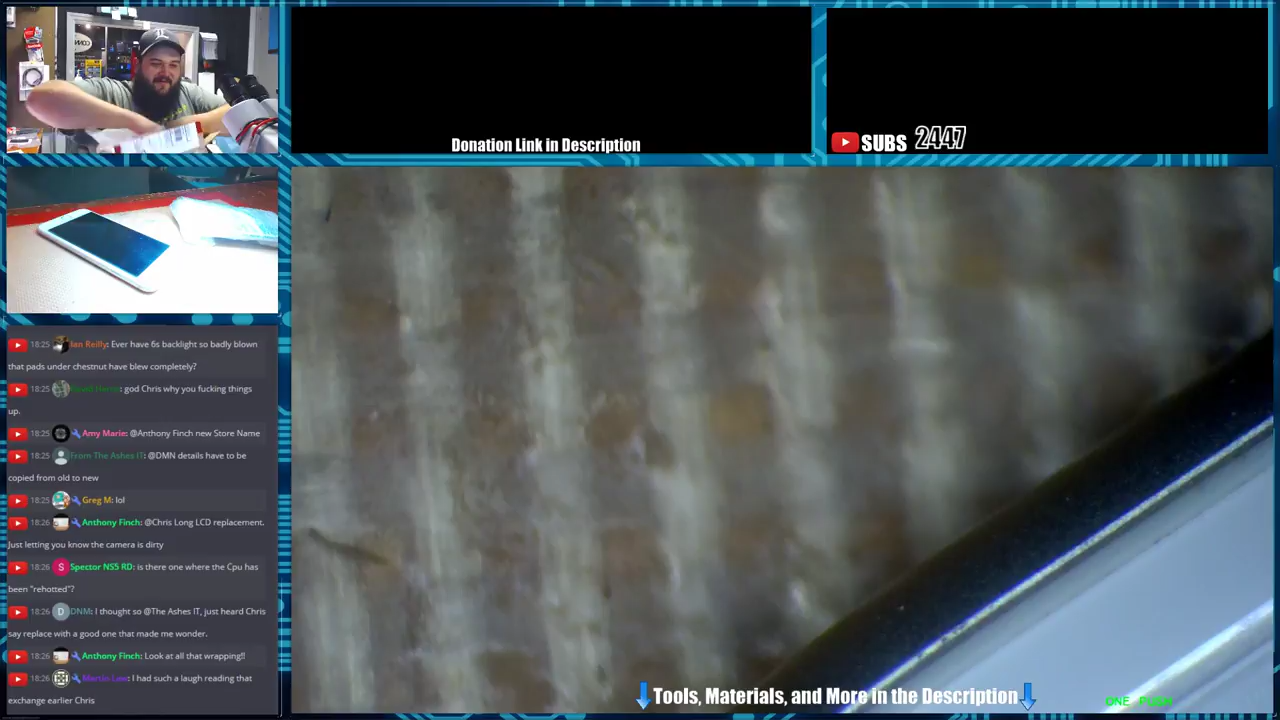 Donation Link in Description
SUBS 2447
18:25 Ian Reilly: Ever have 6s backlight so badly blown
that pads under chestnut have blew completely?
18:25 : god Chris why you fucking things
up.
18:25 Amy Marie: @Anthony Finch new Store Name
18:25 From The Ashes IT: @DMN details have to be
copied from old to new
18:25 Greg M: lol
18:26 Anthony Finch: @Chris Long LCD replacement.
Just letting you know the camera is dirty
18:26 S Spector NS5 RD: is there one where the Cpu has
been "rehotted"?
18:26 D DNM: I thought so @The Ashes IT, just heard Chris
say replace with a good one that made me wonder.
18:26 Anthony Finch: Look at all that wrapping!!
18:26 Martin Law: I had such a laugh reading that
exchange earlier Chris
Tools, Materials, and More in the Description
ONE PUSH